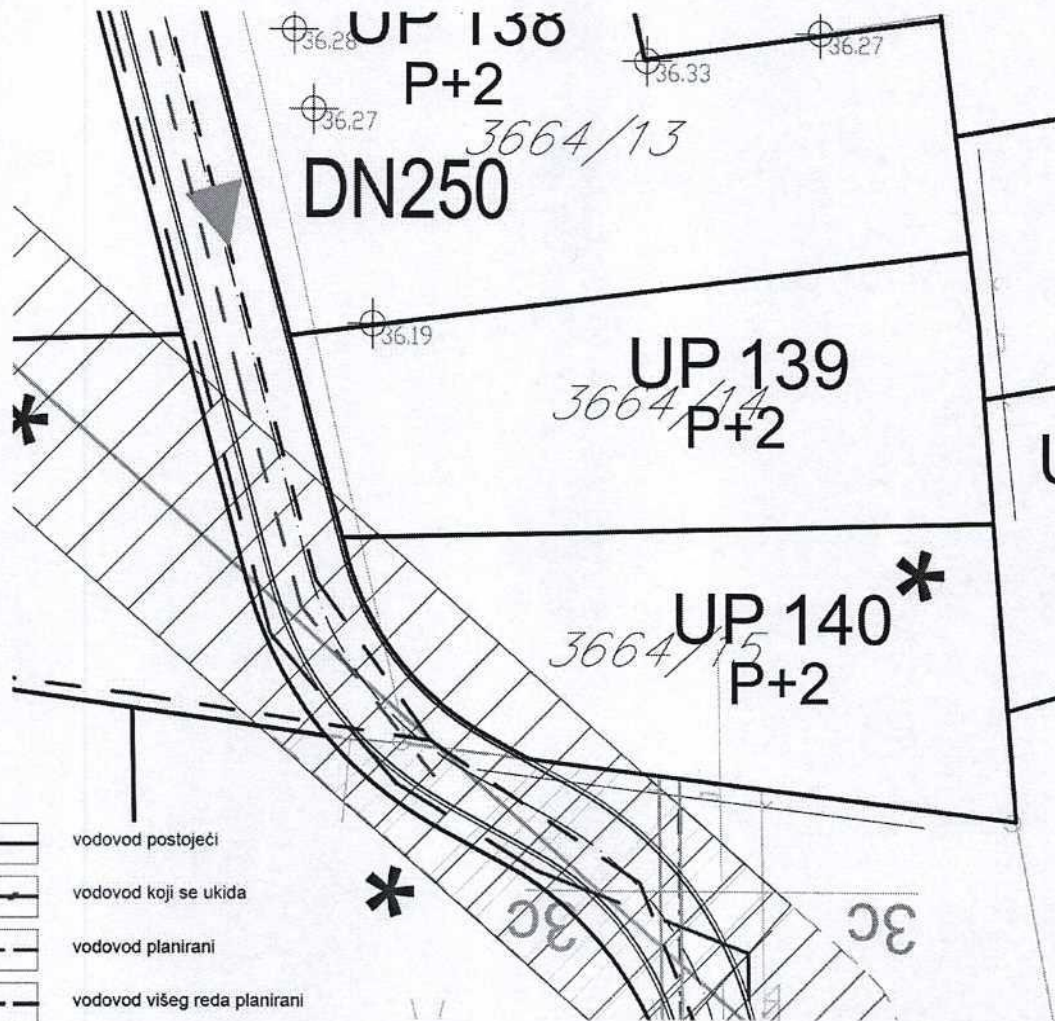 UP 138
P+2
36.28
36.27
36.33
36.27
3664/13
DN250
36.19
UP 139
3664/14
P+2
UP 140
3664/15
P+2
vodovod postoječi
vodovod koji se ukida
vodovod planirani
vodovod višeg reda planirani
3C
3C